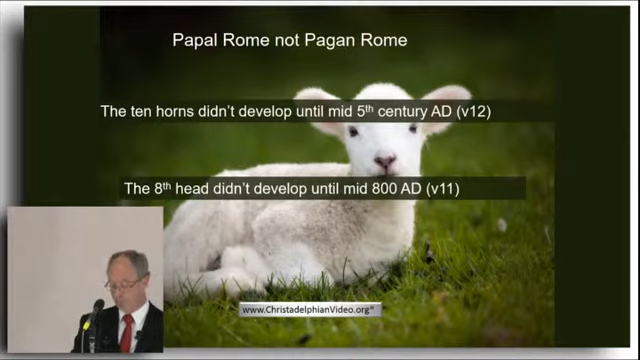 Papal Rome not Pagan Rome
The ten horns didn't develop until mid 5th century AD (v12)
The 8th head didn't develop until mid 800 AD (v11)
www.ChristadelphianVideo.org®